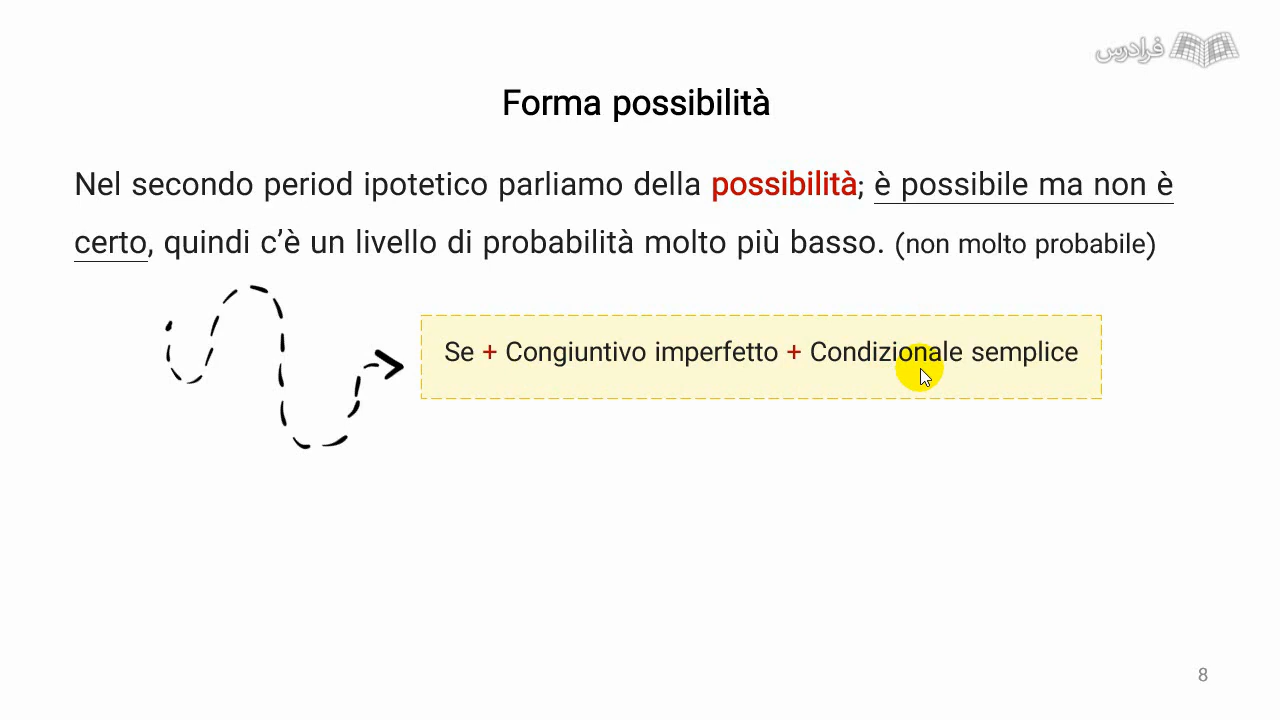 فرادرس
Forma possibilità
Nel secondo period ipotetico parliamo della possibilità; è possibile ma non è
certo, quindi c’è un livello di probabilità molto più basso. (non molto probabile)
Se + Congiuntivo imperfetto + Condizionale semplice
8